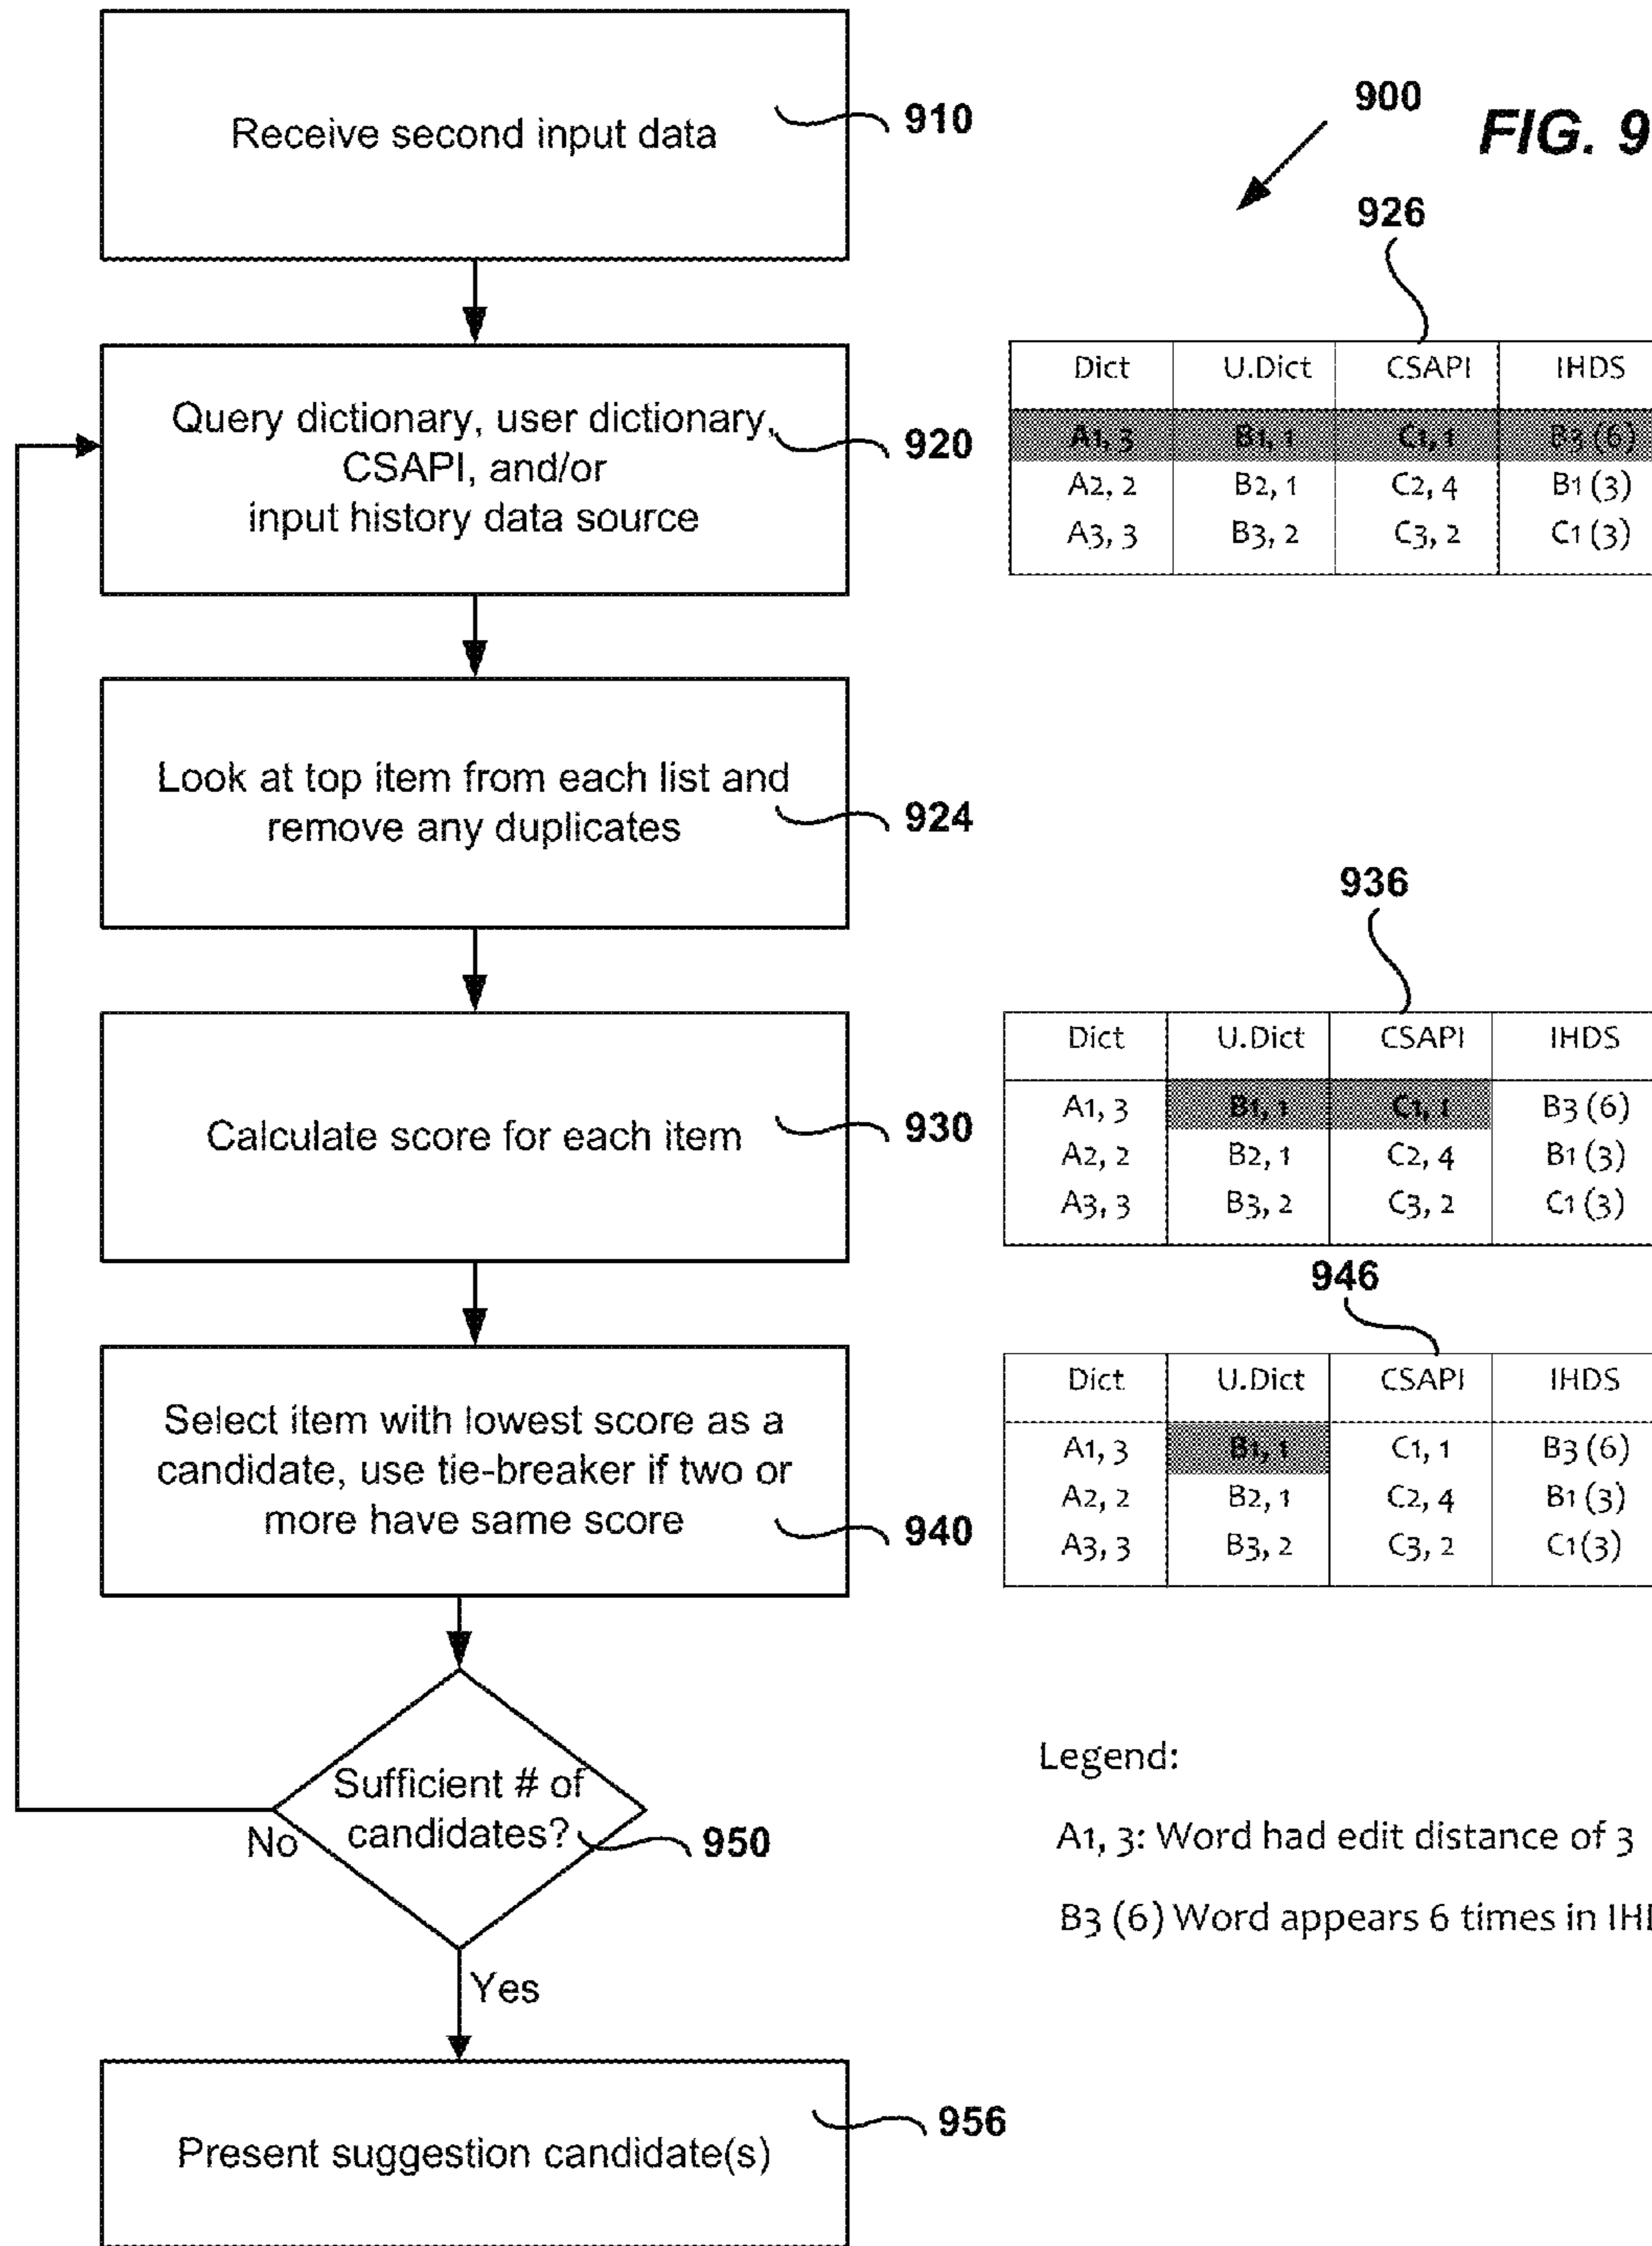 Receive second input data
910
900
FIG. 9
926
Query dictionary, user dictionary,
CSAPI, and/or
input history data source
920
Dict U.Dict CSAPI IHDS
A1, 3 B1, 1 C1, 1 B3 (6)
A2, 2 B2, 1 C2, 4 B1 (3)
A3, 3 B3, 2 C3, 2 C1 (3)
Look at top item from each list and
remove any duplicates
924
936
Calculate score for each item
930
Dict U.Dict CSAPI IHDS
A1, 3 B1, 1 C1, 1 B3 (6)
A2, 2 B2, 1 C2, 4 B1 (3)
A3, 3 B3, 2 C3, 2 C1 (3)
946
Select item with lowest score as a
candidate, use tie-breaker if two or
more have same score
940
Dict U.Dict CSAPI IHDS
A1, 3 B1, 1 C1, 1 B3 (6)
A2, 2 B2, 1 C2, 4 B1 (3)
A3, 3 B3, 2 C3, 2 C1(3)
Sufficient # of
candidates?
950
No
Yes
Legend:
A1, 3: Word had edit distance of 3
B3 (6) Word appears 6 times in
Present suggestion candidate(s)
956